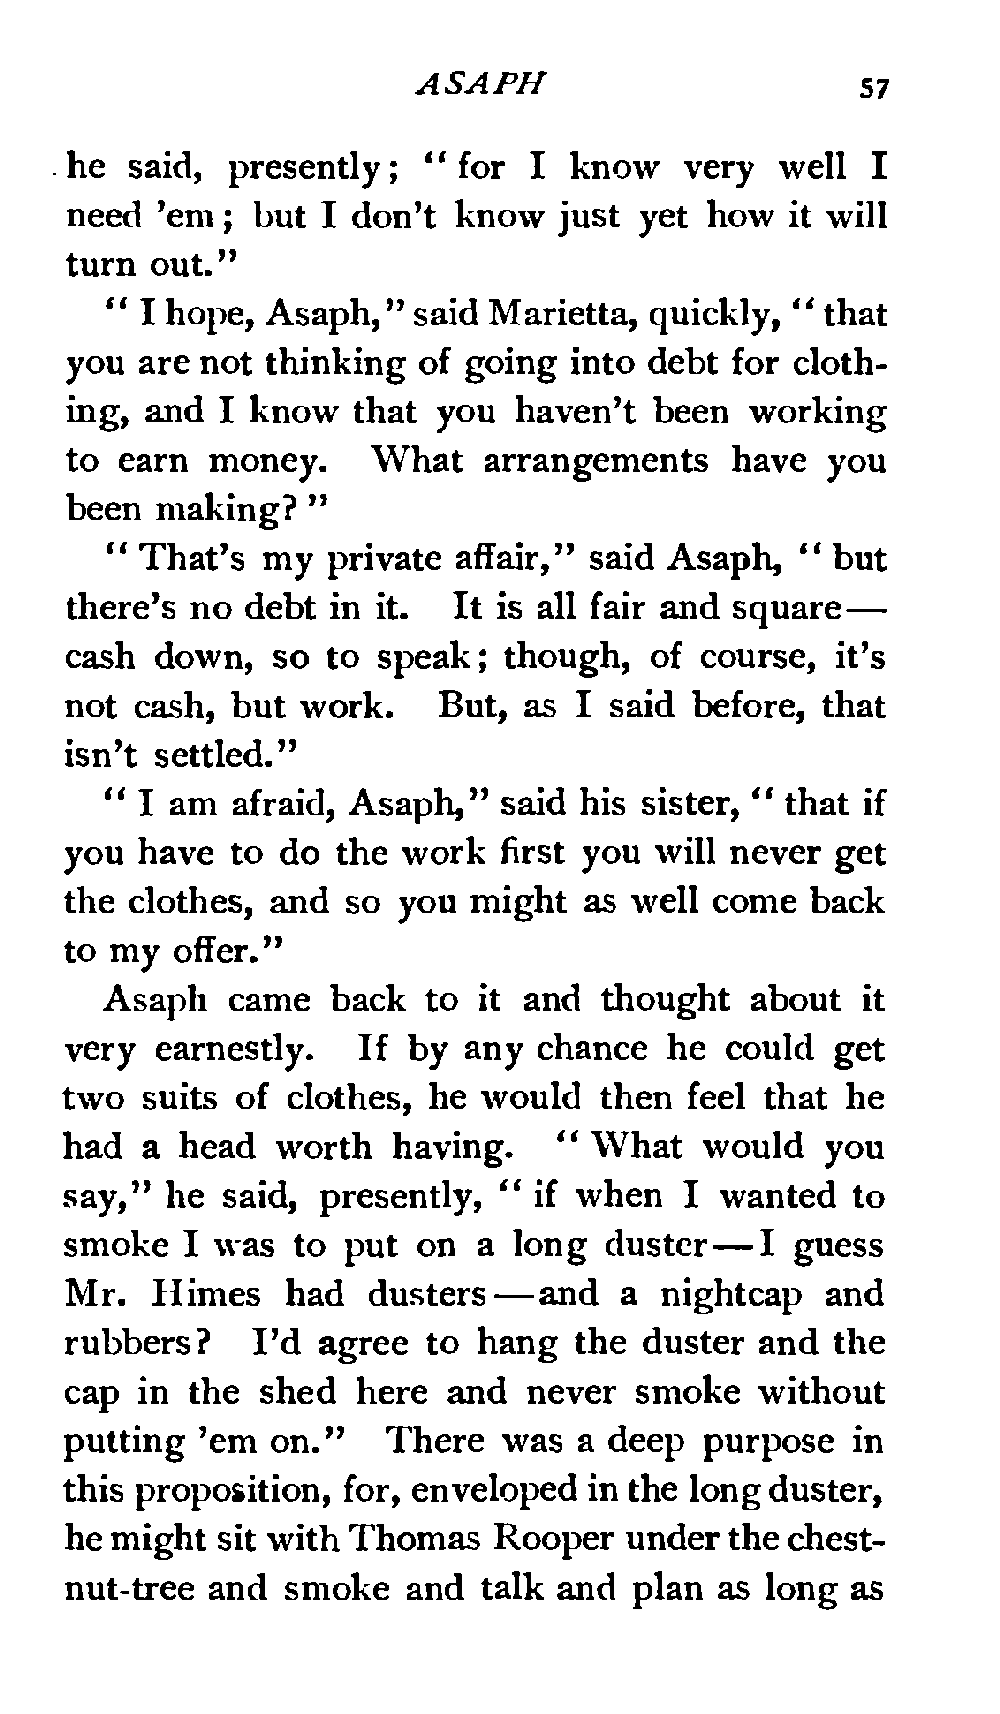 ASAPH 57
he said, presently; "for I know very well I
need 'em; but I don't know just yet how it will
turn out."
"I hope, Asaph," said Marietta, quickly, "that
you are not thinking of going into debt for cloth-
ing, and I know that you haven't been working
to earn money. What arrangements have you
been making?"
"That's my private affair," said Asaph, "but
there's no debt in it. It is all fair and square—
cash down, so to speak; though, of course, it's
not cash, but work. But, as I said before, that
isn't settled."
"I am afraid, Asaph," said his sister, "that if
you have to do the work first you will never get
the clothes, and so you might as well come back
to my offer."
Asaph came back to it and thought about it
very earnestly. If by any chance he could get
two suits of clothes, he would then feel that he
had a head worth having. "What would you
say," he said, presently, "if when I wanted to
smoke I was to put on a long duster—I guess
Mr. Himes had dusters—and a nightcap and
rubbers? I'd agree to hang the duster and the
cap in the shed here and never smoke without
putting 'em on." There was a deep purpose in
this proposition, for, enveloped in the long duster,
he might sit with Thomas Rooper under the chest-
nut-tree and smoke and talk and plan as long as